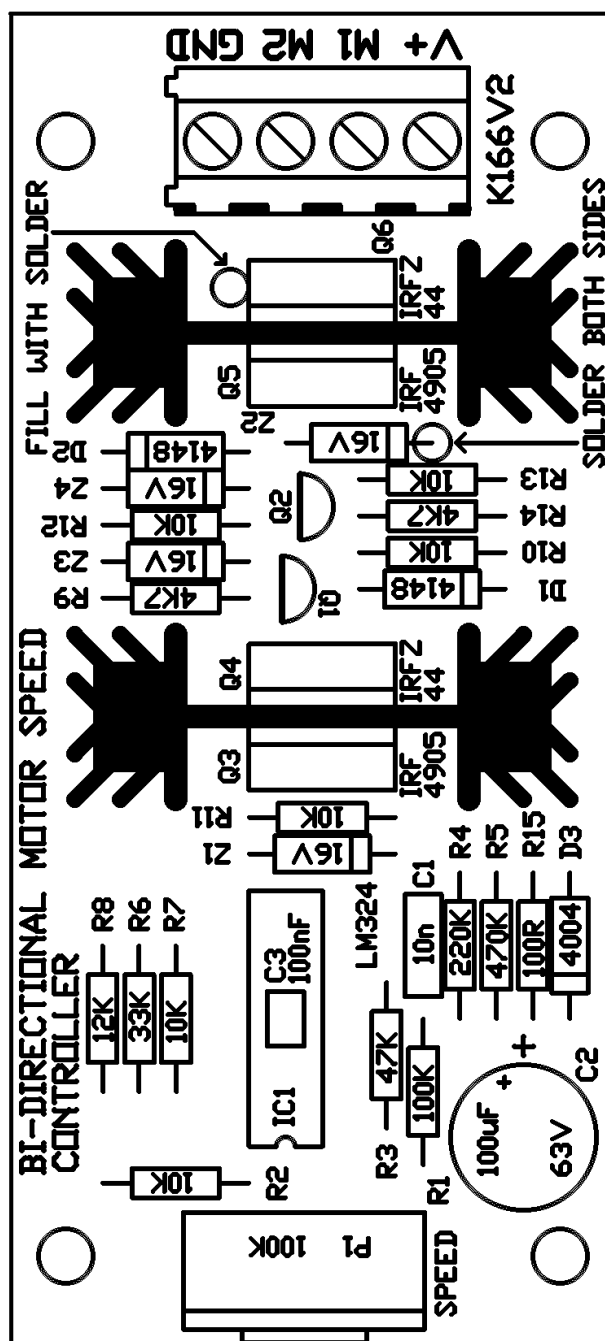 V+ M1 M2 GND
K166V2
FILL WITH SOLDER
Q6
IRFZ
44
SOLDER BOTH SIDES
Q5
IRF
4905
Z2
16V
D2
4148
R13
10K
Z4
16V
Q2
R14
4K7
R12
10K
R10
10K
Z3
16V
D1
4148
R9
4K7
Q1
Q4
IRFZ
44
Q3
IRF
4905
R11
10K
Z1
16V
BI-DIRECTIONAL MOTOR SPEED
CONTROLLER
R8
12K
R6
33K
R7
10K
C3
100nF
IC1
LM324
C1
10n
R4
220K
R5
470K
R15
100R
D3
4004
R3
47K
R1
100K
+
+
C2
100uF
63V
R2
10K
P1 100K
SPEED